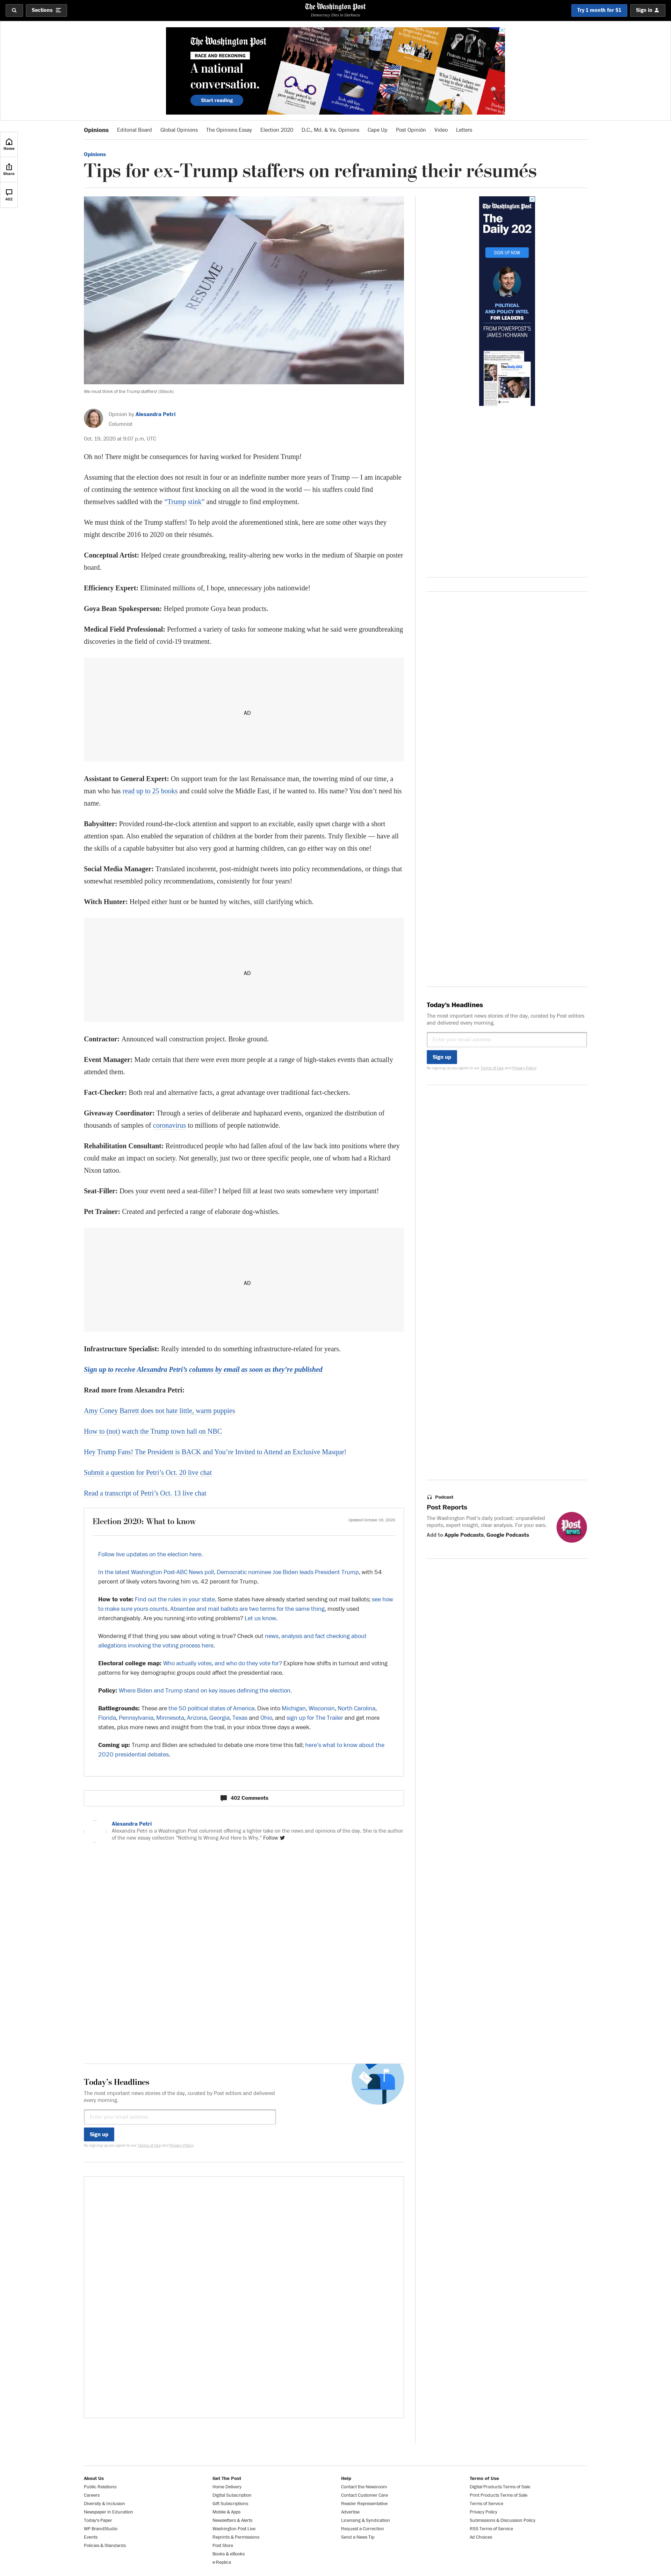 Sections
The Washington Post
Democracy Dies in Darkness
Try 1 month for $1
Sign in
The Washington Post
RACE AND RECKONING
A national
conversation.
Start reading
Home
Share
402
Opinions
Editorial Board
Global Opinions
The Opinions Essay
Election 2020
D.C., Md. & Va. Opinions
Cape Up
Post Opinión
Video
Letters
Opinions
Tips for ex-Trump Staffers on reframing their résumés
RESUME
We must think of the Trump staffers! (iStock)
Opinion by Alexandra Petri
Columnist
Oct. 19, 2020 at 9:07 p.m. UTC
The Washington Post
The
Daily 202
SIGN UP NOW
POLITICAL
AND POLICY INTEL
FOR LEADERS
FROM POWERPOST'S
JAMES HOHMANN
The Daily 202
Oh no! There might be consequences for having worked for President Trump!
Assuming that the election does not result in four or an indefinite number more years of Trump — I am incapable
of continuing the sentence without first knocking on all the wood in the world — his staffers could find
themselves saddled with the “Trump stink” and struggle to find employment.
We must think of the Trump staffers! To help avoid the aforementioned stink, here are some other ways they
might describe 2016 to 2020 on their résumés.
Conceptual Artist: Helped create groundbreaking, reality-altering new works in the medium of Sharpie on poster
board.
Efficiency Expert: Eliminated millions of, I hope, unnecessary jobs nationwide!
Goya Bean Spokesperson: Helped promote Goya bean products.
Medical Field Professional: Performed a variety of tasks for someone making what he said were groundbreaking
discoveries in the field of covid-19 treatment.
AD
Assistant to General Expert: On support team for the last Renaissance man, the towering mind of our time, a
man who has read up to 25 books and could solve the Middle East, if he wanted to. His name? You don’t need his
name.
Babysitter: Provided round-the-clock attention and support to an excitable, easily upset charge with a short
attention span. Also enabled the separation of children at the border from their parents. Truly flexible — have all
the skills of a capable babysitter but also very good at harming children, can go either way on this one!
Social Media Manager: Translated incoherent, post-midnight tweets into policy recommendations, or things that
somewhat resembled policy recommendations, consistently for four years!
Witch Hunter: Helped either hunt or be hunted by witches, still clarifying which.
AD
Contractor: Announced wall construction project. Broke ground.
Event Manager: Made certain that there were even more people at a range of high-stakes events than actually
attended them.
Fact-Checker: Both real and alternative facts, a great advantage over traditional fact-checkers.
Giveaway Coordinator: Through a series of deliberate and haphazard events, organized the distribution of
thousands of samples of coronavirus to millions of people nationwide.
Rehabilitation Consultant: Reintroduced people who had fallen afoul of the law back into positions where they
could make an impact on society. Not generally, just two or three specific people, one of whom had a Richard
Nixon tattoo.
Seat-Filler: Does your event need a seat-filler? I helped fill at least two seats somewhere very important!
Pet Trainer: Created and perfected a range of elaborate dog-whistles.
AD
Infrastructure Specialist: Really intended to do something infrastructure-related for years.
Sign up to receive Alexandra Petri’s columns by email as soon as they’re published
Read more from Alexandra Petri:
Amy Coney Barrett does not hate little, warm puppies
How to (not) watch the Trump town hall on NBC
Hey Trump Fans! The President is BACK and You’re Invited to Attend an Exclusive Masque!
Submit a question for Petri’s Oct. 20 live chat
Read a transcript of Petri’s Oct. 13 live chat
Today’s Headlines
The most important news stories of the day, curated by Post editors
and delivered every morning.
Enter your email address
Sign up
By signing up you agree to our Terms of Use and Privacy Policy
Podcast
Post Reports
The Washington Post's daily podcast: unparalleled
reports, expert insight, clear analysis. For your ears.
Add to Apple Podcasts, Google Podcasts
Post
REPORTS
Election 2020: What to know
Updated October 19, 2020
Follow live updates on the election here.
In the latest Washington Post-ABC News poll, Democratic nominee Joe Biden leads President Trump, with 54
percent of likely voters favoring him vs. 42 percent for Trump.
How to vote: Find out the rules in your state. Some states have already started sending out mail ballots; see how
to make sure yours counts. Absentee and mail ballots are two terms for the same thing, mostly used
interchangeably. Are you running into voting problems? Let us know.
Wondering if that thing you saw about voting is true? Check out news, analysis and fact checking about
allegations involving the voting process here.
Electoral college map: Who actually votes, and who do they vote for? Explore how shifts in turnout and voting
patterns for key demographic groups could affect the presidential race.
Policy: Where Biden and Trump stand on key issues defining the election.
Battlegrounds: These are the 50 political states of America. Dive into Michigan, Wisconsin, North Carolina,
Florida, Pennsylvania, Minnesota, Arizona, Georgia, Texas and Ohio, and sign up for The Trailer and get more
states, plus more news and insight from the trail, in your inbox three days a week.
Coming up: Trump and Biden are scheduled to debate one more time this fall; here’s what to know about the
2020 presidential debates.
402 Comments
Alexandra Petri
Alexandra Petri is a Washington Post columnist offering a lighter take on the news and opinions of the day. She is the author
of the new essay collection "Nothing Is Wrong And Here Is Why." Follow
Today’s Headlines
The most important news stories of the day, curated by Post editors and delivered
every morning.
Enter your email address
Sign up
By signing up you agree to our Terms of Use and Privacy Policy
About Us
Public Relations
Careers
Diversity & Inclusion
Newspaper in Education
Today's Paper
WP BrandStudio
Events
Policies & Standards
Get The Post
Home Delivery
Digital Subscription
Gift Subscriptions
Mobile & Apps
Newsletters & Alerts
Washington Post Live
Reprints & Permissions
Post Store
Books & eBooks
e-Replica
Help
Contact the Newsroom
Contact Customer Care
Reader Representative
Advertise
Licensing & Syndication
Request a Correction
Send a News Tip
Terms of Use
Digital Products Terms of Sale
Print Products Terms of Sale
Terms of Service
Privacy Policy
Submissions & Discussion Policy
RSS Terms of Service
Ad Choices